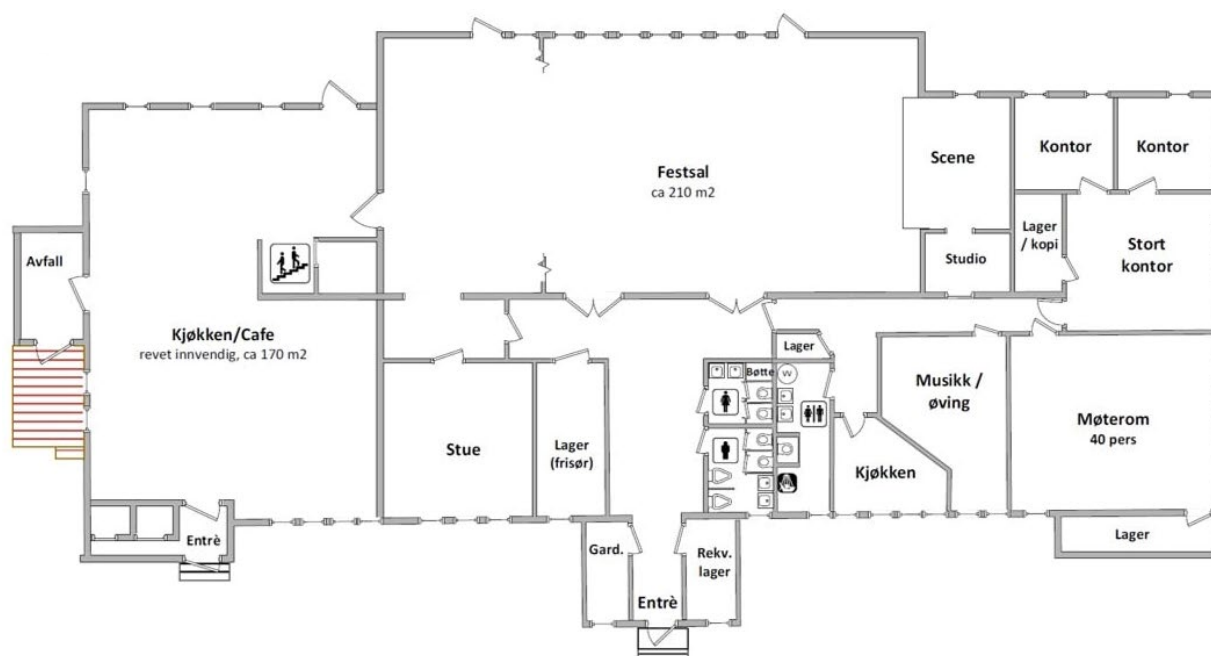 Festsal
ca 210 m2
Scene
Kontor
Kontor
Lager
/ kopi
Stort
kontor
Studio
Avfall
Kjøkken/Cafe
revet innvendig, ca 170 m2
Lager
Bøtte
VV
Musikk /
øving
Møterom
40 pers
Stue
Lager
(frisør)
Kjøkken
Entrè
Gard.
Rekv.
lager
Entrè
Lager